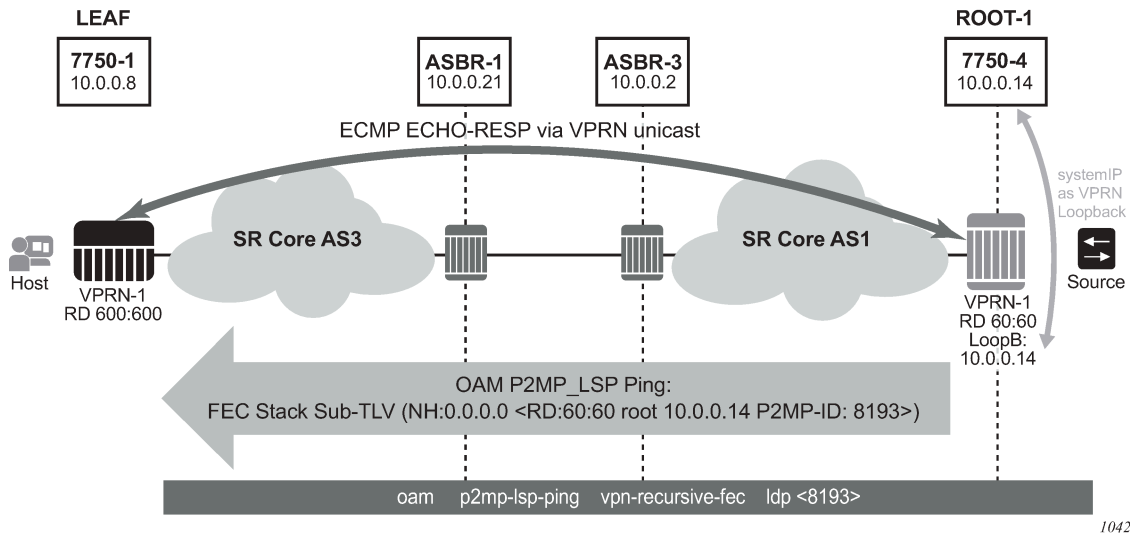 LEAF
ROOT-1
7750-1
10.0.0.8
ASBR-1
10.0.0.21
ASBR-3
10.0.0.2
7750-4
10.0.0.14
ECMP ECHO-RESP via VPRN unicast
systemIP
as VPRN
Loopback
SR Core AS3
SR Core AS1
Host
Source
VPRN-1
RD 600:600
VPRN-1
RD 60:60
LoopB:
10.0.0.14
OAM P2MP_LSP Ping:
FEC Stack Sub-TLV (NH:0.0.0.0 <RD:60:60 root 10.0.0.14 P2MP-ID: 8193>)
oam p2mp-lsp-ping vpn-recursive-fec ldp <8193>
1042